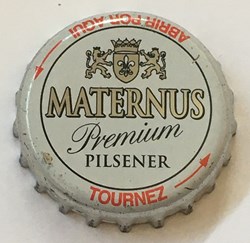 ABRIR POR AQUI
MATERNUS
Premium
PILSENER
TOURNEZ